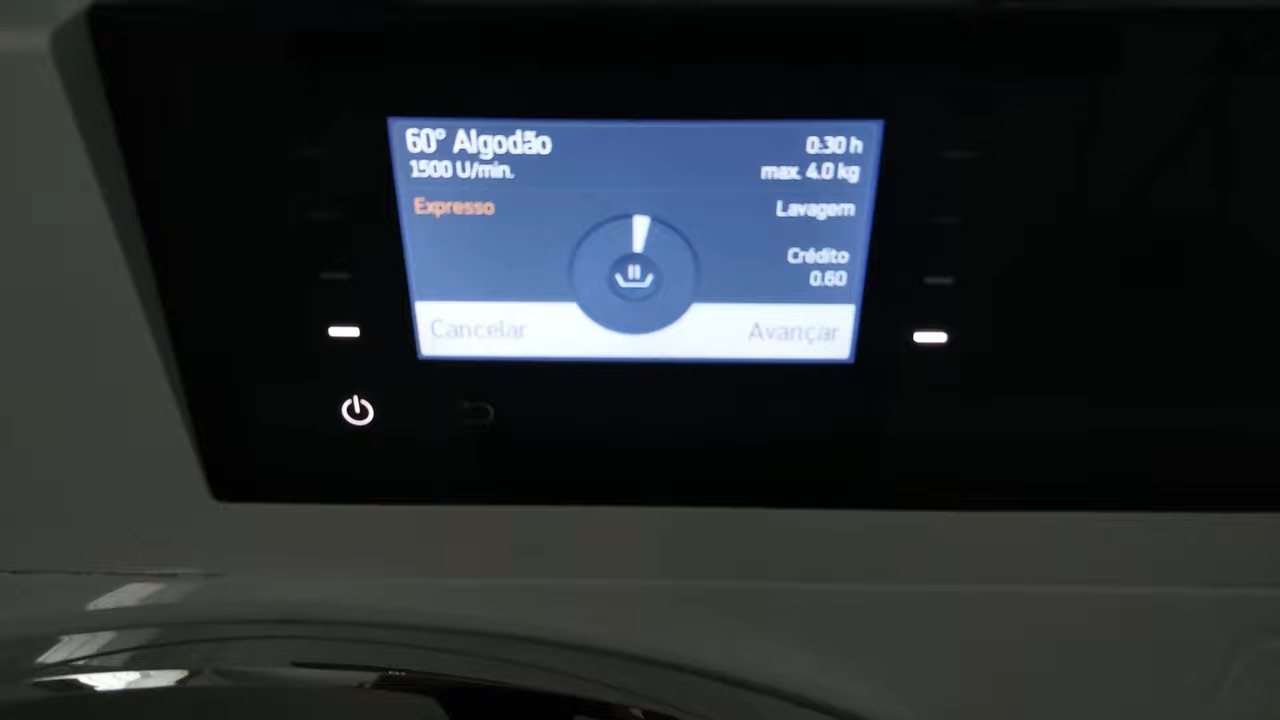 60° Algodão
0:30 h
1500 U/min.
max. 4.0 kg
Expresso
Lavagem
Crédito
0.60
Cancelar
Avançar